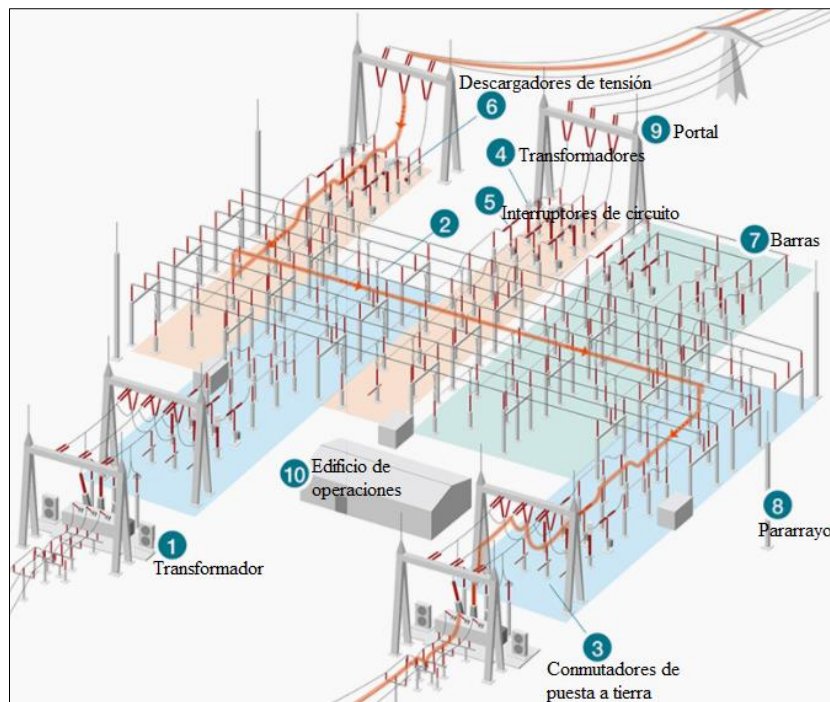 Descargadores de tensión
6
9 Portal
4
Transformadores
5
Interruptores de circuito
2
7 Barras
10
Edificio de
operaciones
8
Pararrayo
1
Transformador
3
Conmutadores de
puesta a tierra